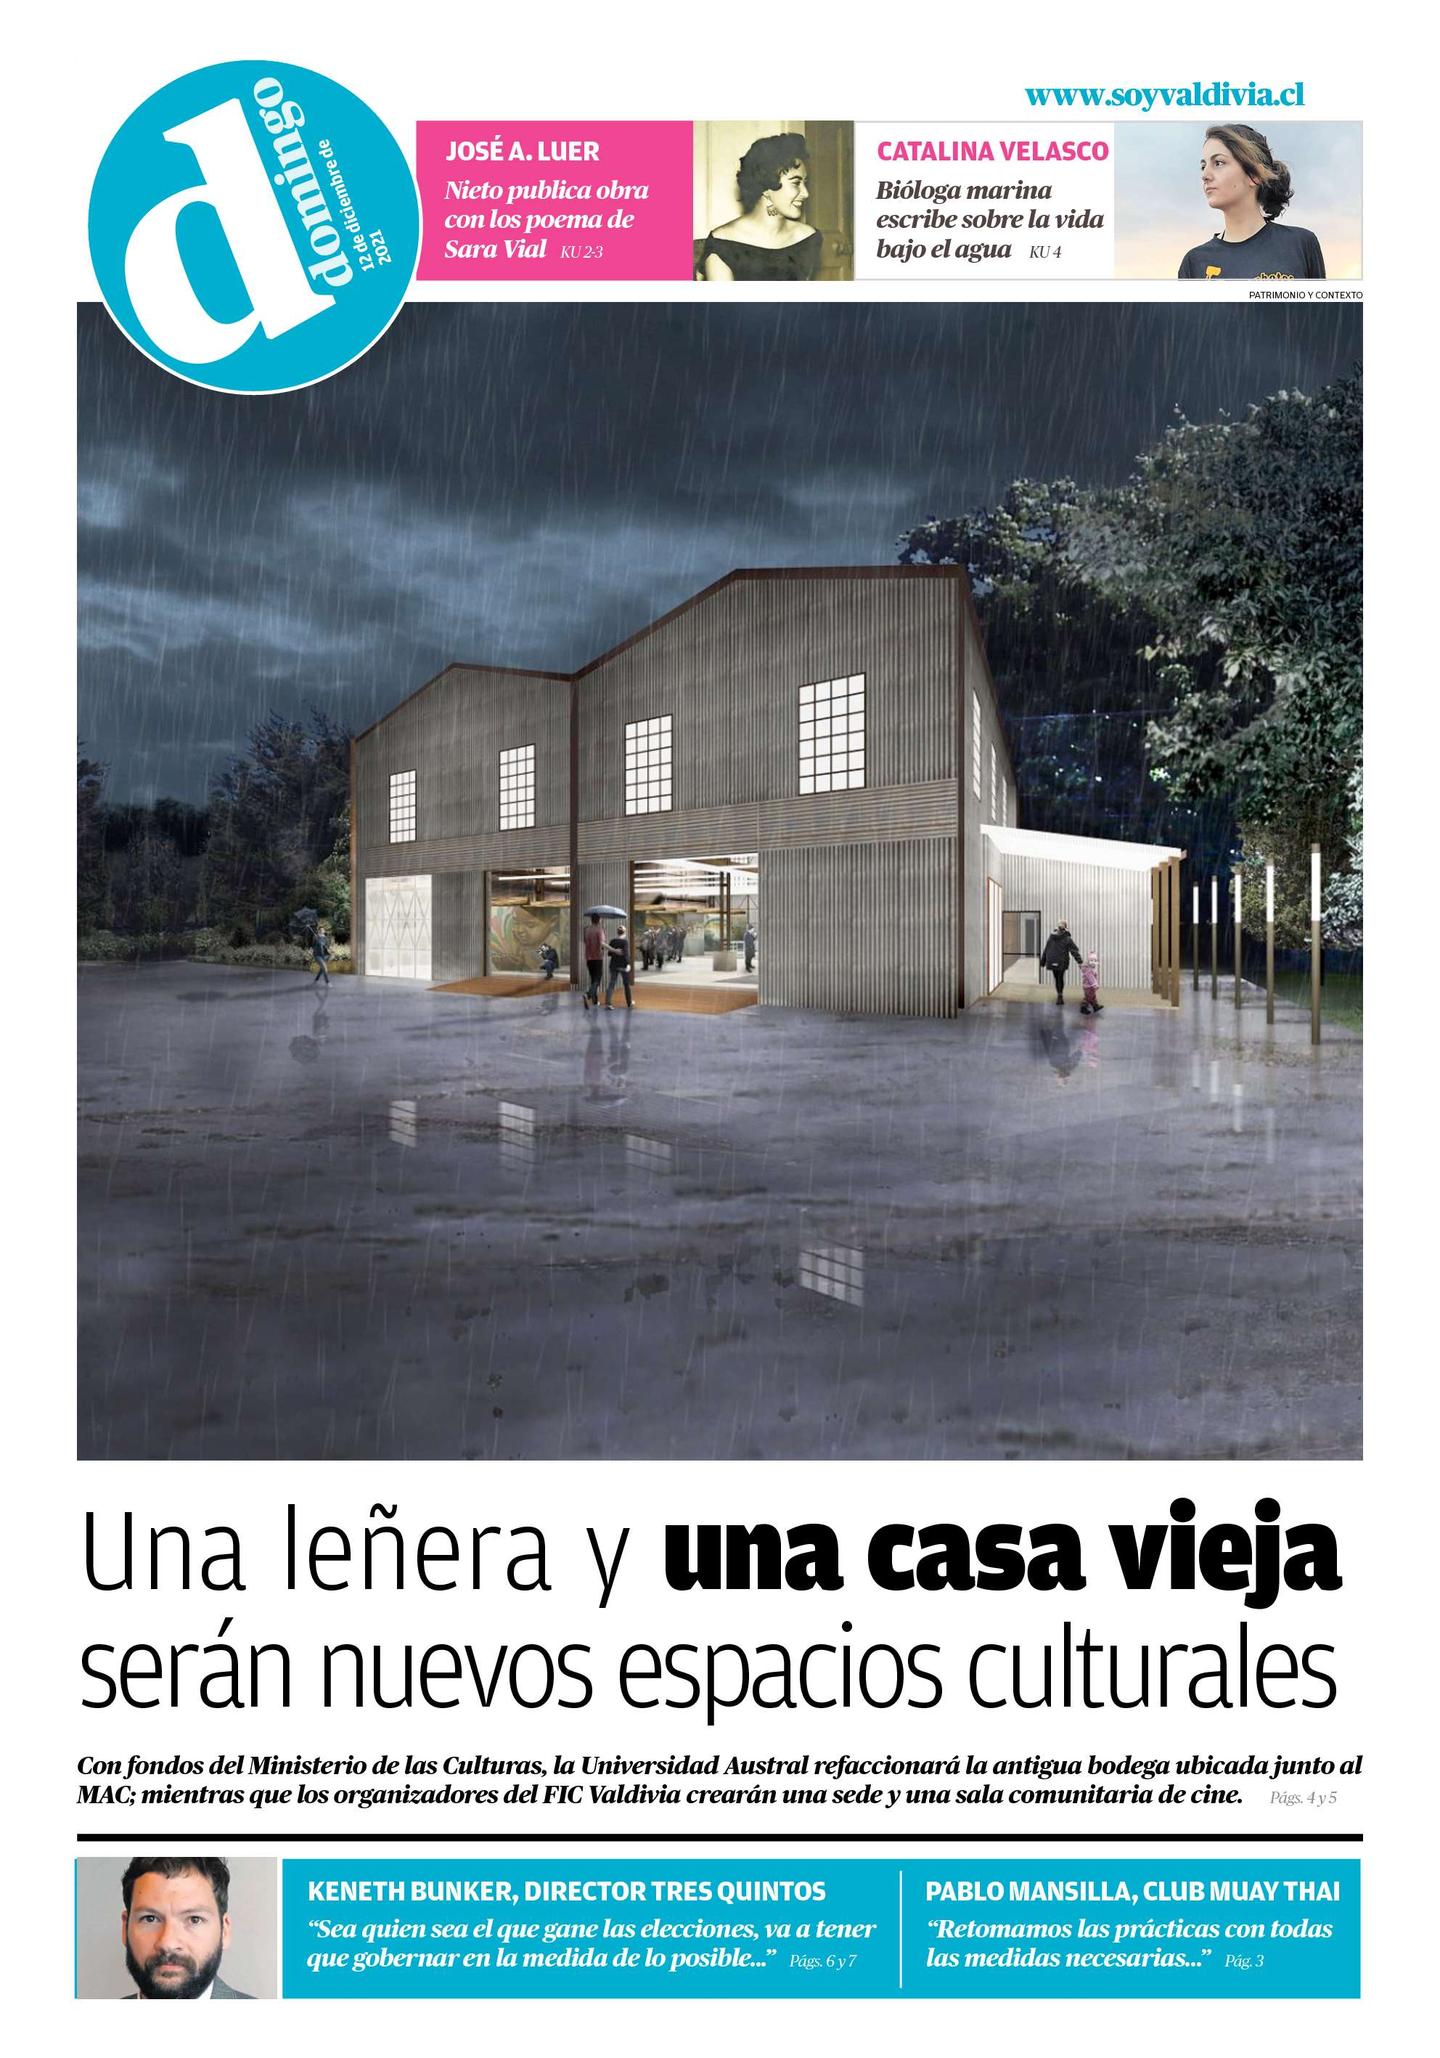 www.soyvaldivia.cl
d
domingo
12 de diciembre de
2021
JOSÉ A. LUER
Nieto publica obra
con los poema de
Sara Vial KU 2-3
CATALINA VELASCO
Bióloga marina
escribe sobre la vida
bajo el agua KU 4
PATRIMONIO Y CONTEXTO
Una leñera y una casa vieja
serán nuevos espacios culturales
Con fondos del Ministerio de las Culturas, la Universidad Austral refaccionará la antigua bodega ubicada junto al
MAC; mientras que los organizadores del FIC Valdivia crearán una sede y una sala comunitaria de cine. Págs. 4 y 5
KENETH BUNKER, DIRECTOR TRES QUINTOS
“Sea quien sea el que gane las elecciones, va a tener
que gobernar en la medida de lo posible...” Págs. 6 y 7
PABLO MANSILLA, CLUB MUAY THAI
“Retomamos las prácticas con todas
las medidas necesarias...” Pág. 3